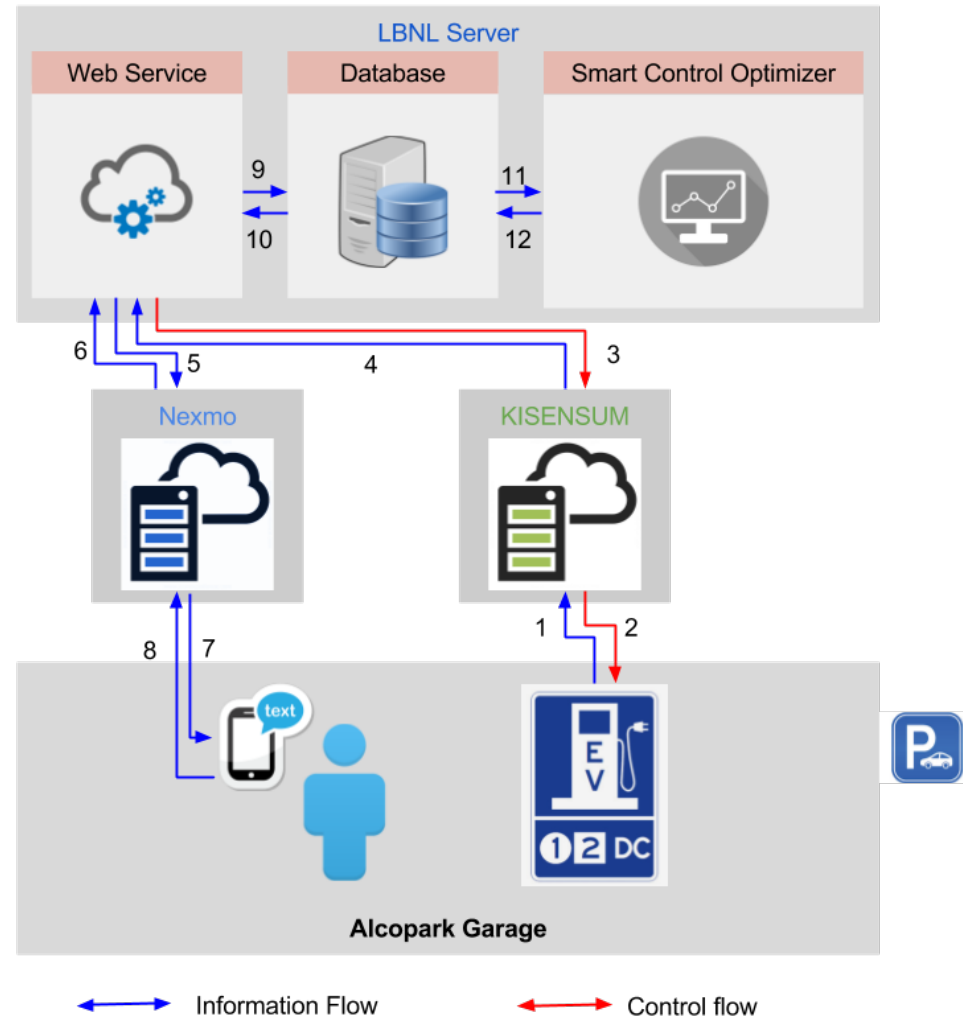 LBNL Server
Web Service
Database
Smart Control Optimizer
9
11
10
12
6
5
4
3
Nexmo
KISENSUM
1
2
8
7
text
E
V
P
1 2 DC
Alcopark Garage
Information Flow
Control flow